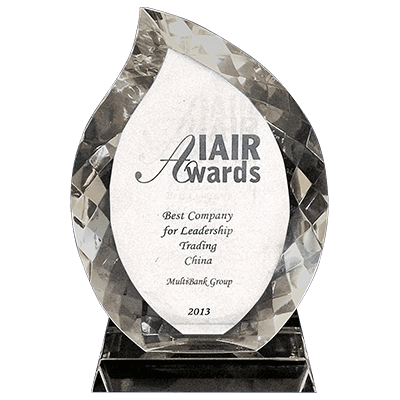 IAIR
Awards
Best Company
for Leadership
Trading
China
MultiBank Group
2013